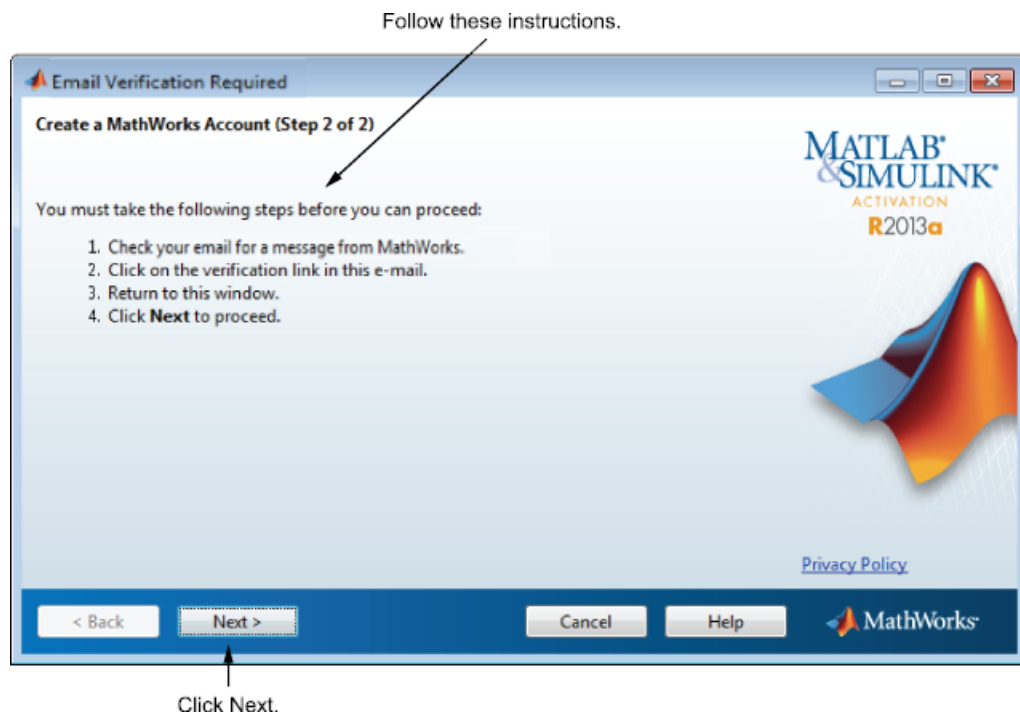 Follow these instructions.
Email Verification Required
Create a MathWorks Account (Step 2 of 2)
MATLAB®
&SIMULINK®
ACTIVATION
R2013a
You must take the following steps before you can proceed:
1. Check your email for a message from MathWorks.
2. Click on the verification link in this e-mail.
3. Return to this window.
4. Click Next to proceed.
Privacy Policy
< Back
Next >
Cancel
Help
MathWorks®
Click Next.